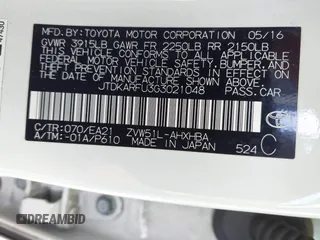 MFD. BY: TOYOTA MOTOR CORPORATION 05/16
GVWR 3915LB GAWR FR 2250LB RR 2150LB
THIS VEHICLE CONFORMS TO ALL APPLICABLE
FEDERAL MOTOR VEHICLE SAFETY, BUMPER, AND
THEFT PREVENTION STANDARDS IN EFFECT ON
THE DATE OF MANUFACTURE SHOWN ABOVE.
JTDKARFU3G3021048 PASS. CAR
C/TR: 070/EA21 ZVW51L-AHXHBA
A/TM: -01A/P610 MADE IN JAPAN
524 C
DREAMBID